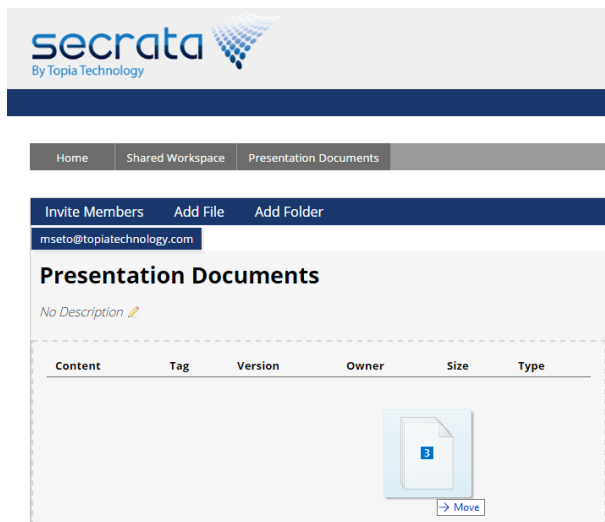 secrata
By Topia Technology
Home Shared Workspace Presentation Documents
Invite Members Add File Add Folder
mseto@topiatechnology.com
Presentation Documents
No Description
Content Tag Version Owner Size Type
3
→ Move